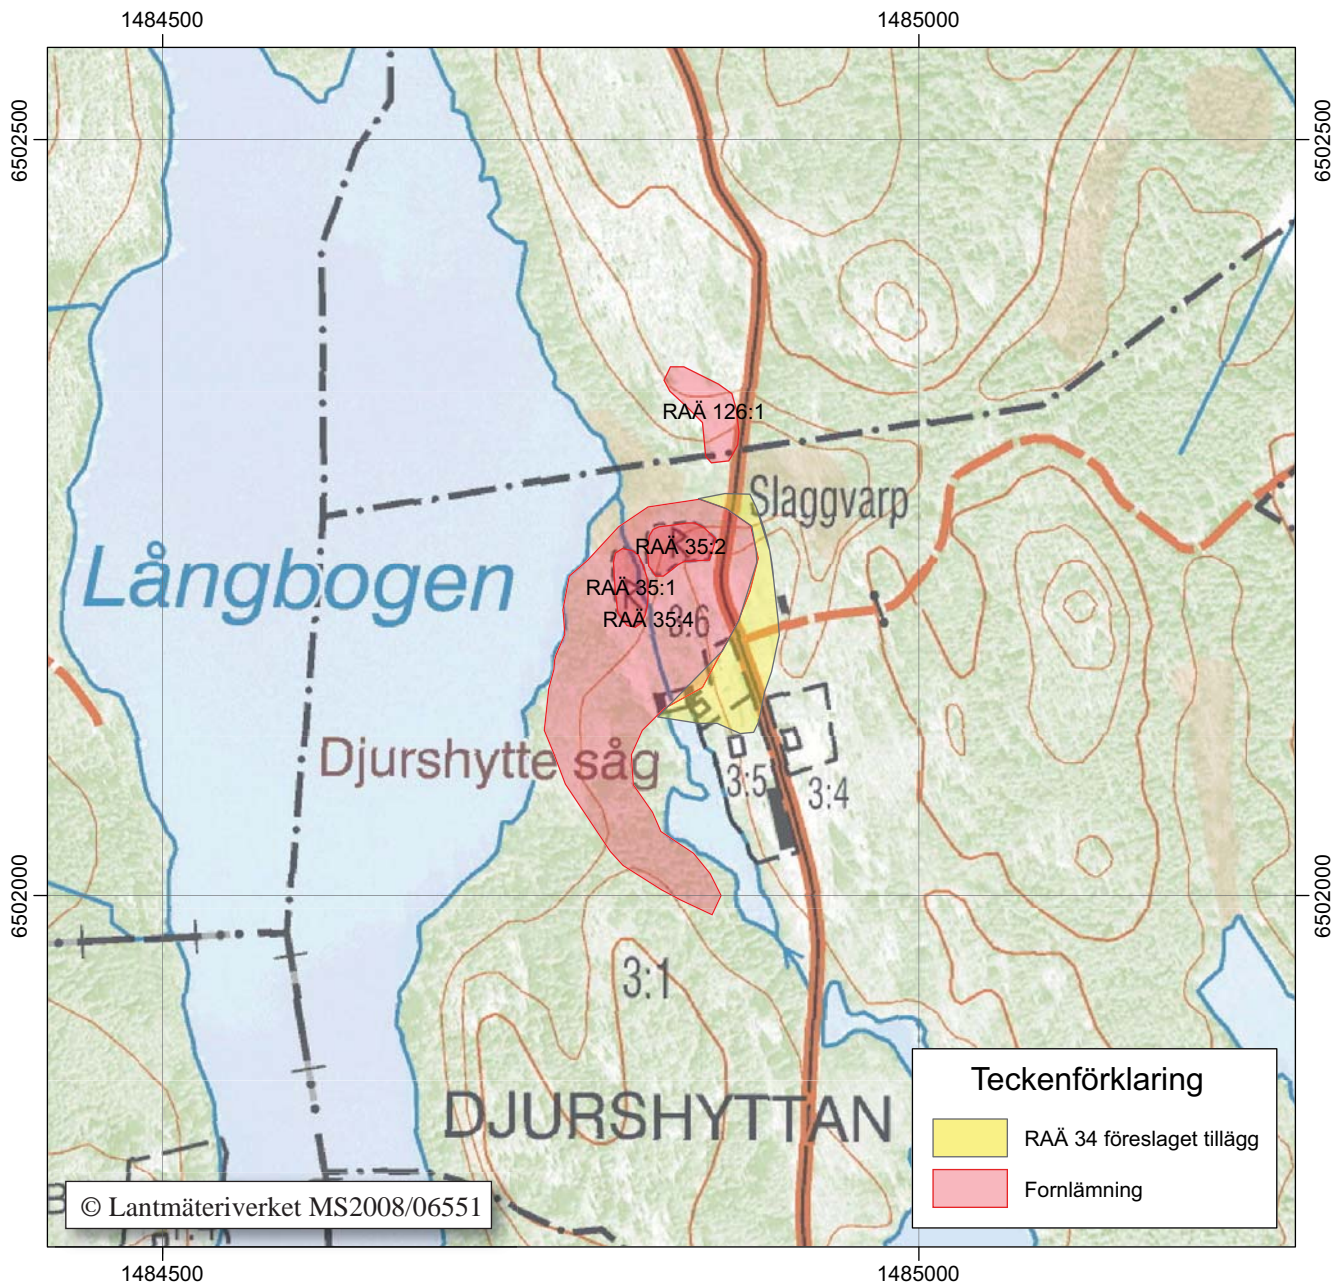 1484500
1485000
6502500
6502500
RAÄ 126:1
Slaggvarp
RAÄ 35:2
Långbogen
RAÄ 35:1
RAÄ 35:4
3:6
Djurshytte såg
3:5
3:4
6502000
6502000
3:1
DJURSHYTTAN
Teckenförklaring
RAÄ 34 föreslaget tillägg
Fornlämning
B
© Lantmäteriverket MS2008/06551
1484500
1485000